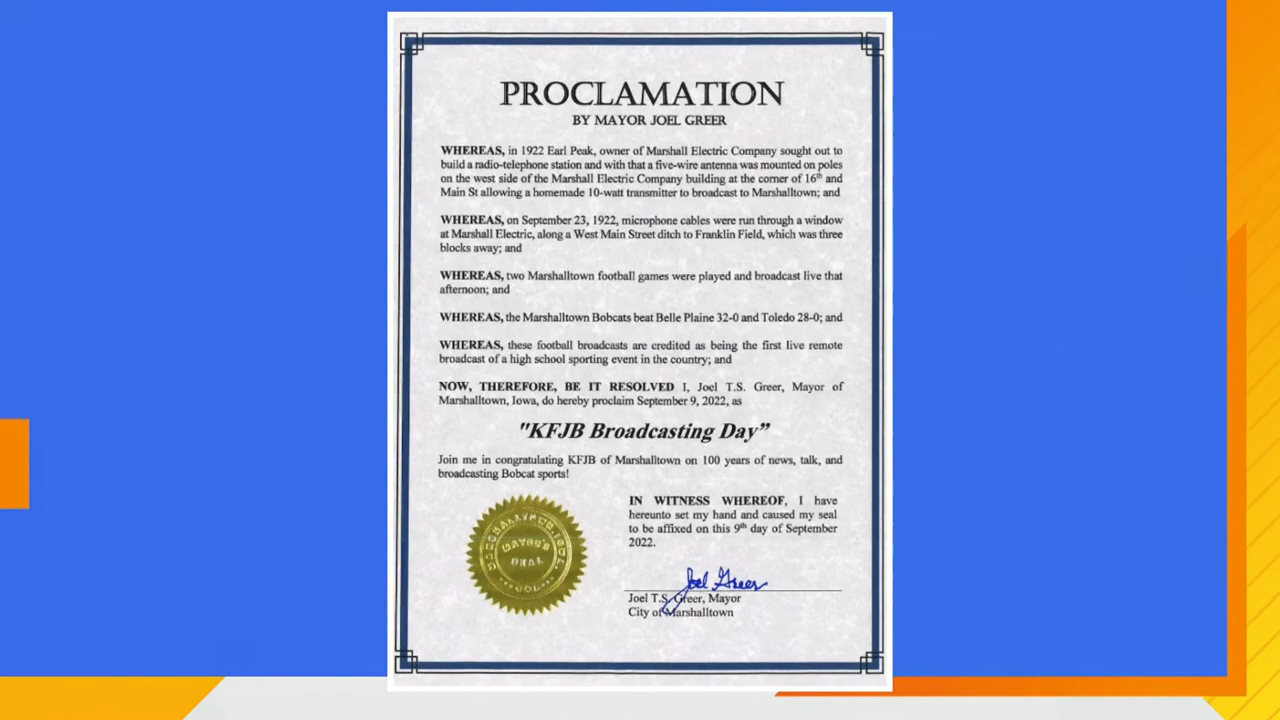 PROCLAMATION
BY MAYOR JOEL GREER
WHEREAS, in 1922 Earl Peak, owner of Marshall Electric Company sought out to
build a radio-telephone station and with that a five-wire antenna was mounted on poles
on the west side of the Marshall Electric Company building at the corner of 16th and
Main St allowing a homemade 10-watt transmitter to broadcast to Marshalltown; and
WHEREAS, on September 23, 1922, microphone cables were run through a window
at Marshall Electric, along a West Main Street ditch to Franklin Field, which was three
blocks away; and
WHEREAS, two Marshalltown football games were played and broadcast live that
afternoon; and
WHEREAS, the Marshalltown Bobcats beat Belle Plaine 32-0 and Toledo 28-0; and
WHEREAS, these football broadcasts are credited as being the first live remote
broadcast of a high school sporting event in the country; and
NOW, THEREFORE, BE IT RESOLVED I, Joel T.S. Greer, Mayor of
Marshalltown, Iowa, do hereby proclaim September 9, 2022, as
"KFJB Broadcasting Day”
Join me in congratulating KFJB of Marshalltown on 100 years of news, talk, and
broadcasting Bobcat sports!
IN WITNESS WHEREOF, I have
hereunto set my hand and caused my seal
to be affixed on this 9th day of September
2022.
MAYOR'S
SEAL
Joel Greer
Joel T.S. Greer, Mayor
City of Marshalltown